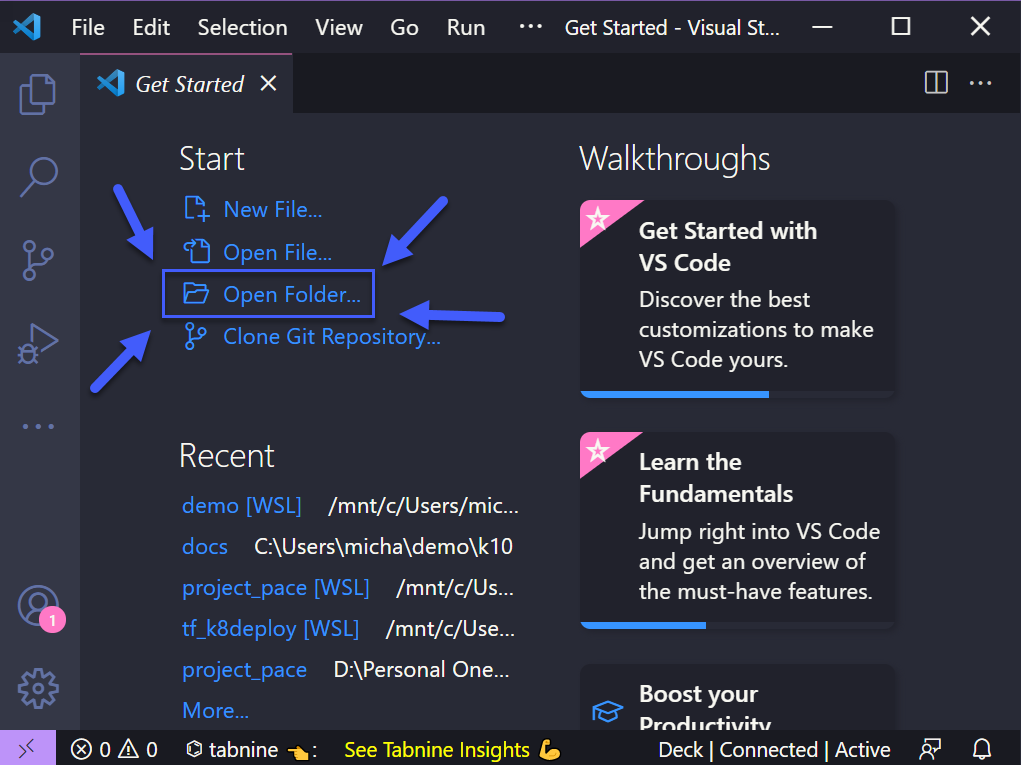 File Edit Selection View Go Run ··· Get Started - Visual St...
Get Started
Start
New File...
Open File...
Open Folder...
Clone Git Repository...
Recent
demo [WSL] /mnt/c/Users/mic...
docs C:\Users\micha\demo\k10
project_pace [WSL] /mnt/c/Us...
tf_k8deploy [WSL] /mnt/c/Use...
project_pace D:\Personal One...
More...
Walkthroughs
Get Started with
VS Code
Discover the best
customizations to make
VS Code yours.
Learn the
Fundamentals
Jump right into VS Code
and get an overview of
the must-have features.
Boost your
Productivity
1
0 0 tabnine 👈: See Tabnine Insights 💪 Deck | Connected | Active